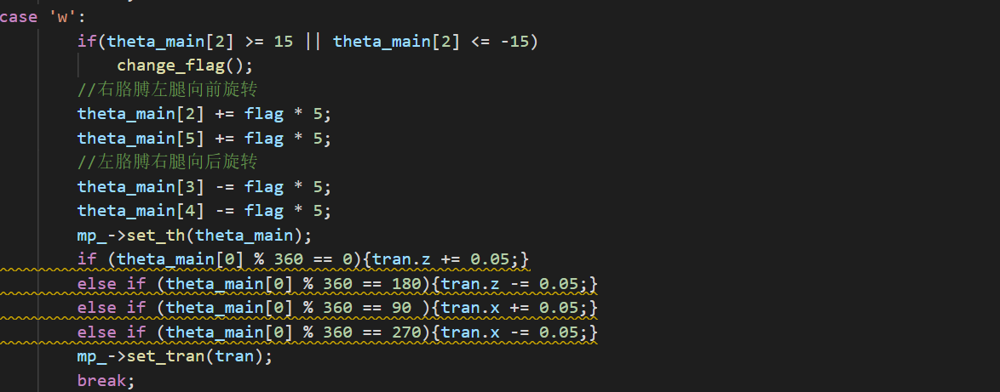 case 'w':
if(theta_main[2] >= 15 || theta_main[2] <= -15)
change_flag();
//右胳膊左腿向前旋转
theta_main[2] += flag * 5;
theta_main[5] += flag * 5;
//左胳膊右腿向后旋转
theta_main[3] -= flag * 5;
theta_main[4] -= flag * 5;
mp_->set_th(theta_main);
if (theta_main[0] % 360 == 0){tran.z += 0.05;}
else if (theta_main[0] % 360 == 180){tran.z -= 0.05;}
else if (theta_main[0] % 360 == 90 ){tran.x += 0.05;}
else if (theta_main[0] % 360 == 270){tran.x -= 0.05;}
mp_->set_tran(tran);
break;